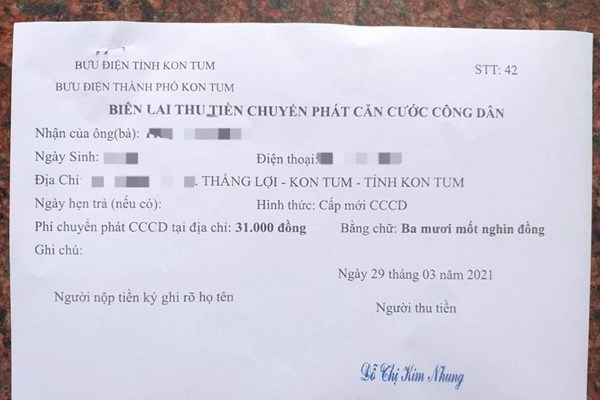 BƯU ĐIỆN TỈNH KON TUM
STT: 42
BƯU ĐIỆN THÀNH PHỐ KON TUM
BIÊN LAI THU TIỀN CHUYỂN PHÁT CĂN CƯỚC CÔNG DÂN
Nhận của ông(bà):
Ngày Sinh: Điện thoại:
Địa Chỉ . THẮNG LỢI - KON TUM - TỈNH KON TUM
Ngày hẹn trả (nếu có): Hình thức: Cấp mới CCCD
Phí chuyển phát CCCD tại địa chỉ: 31.000 đồng Bằng chữ: Ba mươi mốt nghìn đồng
Ghi chú:
Ngày 29 tháng 03 năm 2021
Người nộp tiền ký ghi rõ họ tên
Người thu tiền
Đỗ Thị Kim Nhung